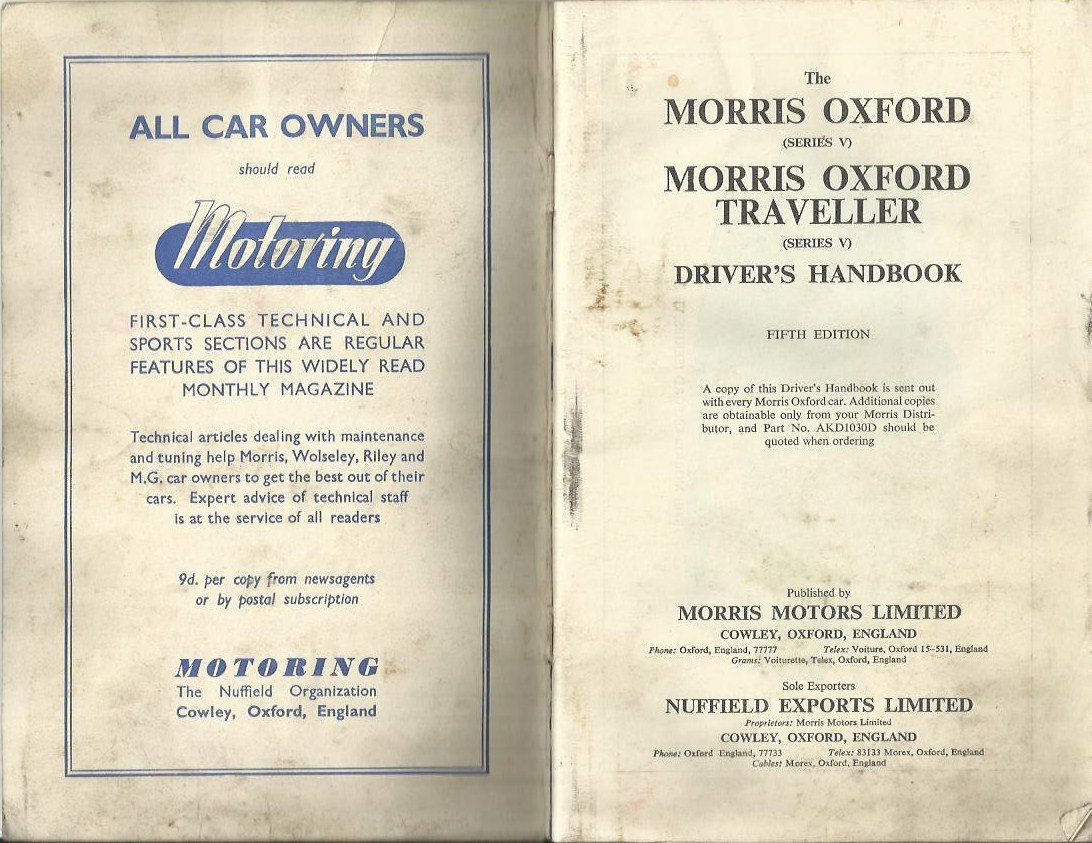 ALL CAR OWNERS
should read
Motoring
FIRST-CLASS TECHNICAL AND
SPORTS SECTIONS ARE REGULAR
FEATURES OF THIS WIDELY READ
MONTHLY MAGAZINE
Technical articles dealing with maintenance
and tuning help Morris, Wolseley, Riley and
M.G. car owners to get the best out of their
cars. Expert advice of technical staff
is at the service of all readers
9d. per copy from newsagents
or by postal subscription
MOTORING
The Nuffield Organization
Cowley, Oxford, England
The
MORRIS OXFORD
(SERIES V)
MORRIS OXFORD
TRAVELLER
(SERIES V)
DRIVER'S HANDBOOK
FIFTH EDITION
A copy of this Driver's Handbook is sent out
with every Morris Oxford car. Additional copies
are obtainable only from your Morris Distri-
butor, and Part No. AKD1030D should be
quoted when ordering
Published by
MORRIS MOTORS LIMITED
COWLEY, OXFORD, ENGLAND
Phone: Oxford, England, 77777 Telex: Voiture, Oxford 15-531, England
Grams: Voiturette, Telex, Oxford, England
Sole Exporters
NUFFIELD EXPORTS LIMITED
Proprietors: Morris Motors Limited
COWLEY, OXFORD, ENGLAND
Phone: Oxford England, 77733 Telex: 83133 Morex, Oxford, England
Cables: Morex, Oxford, England